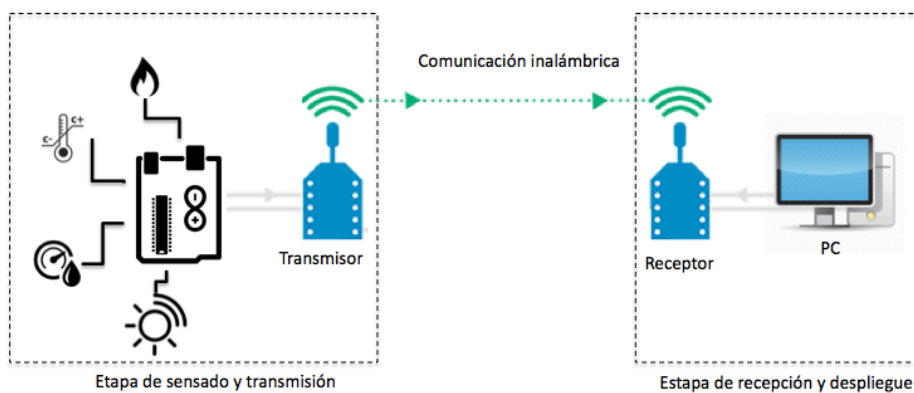 Comunicación inalámbrica
c+
c-
Transmisor
Receptor
PC
Etapa de sensado y transmisión
Estapa de recepción y despliegue